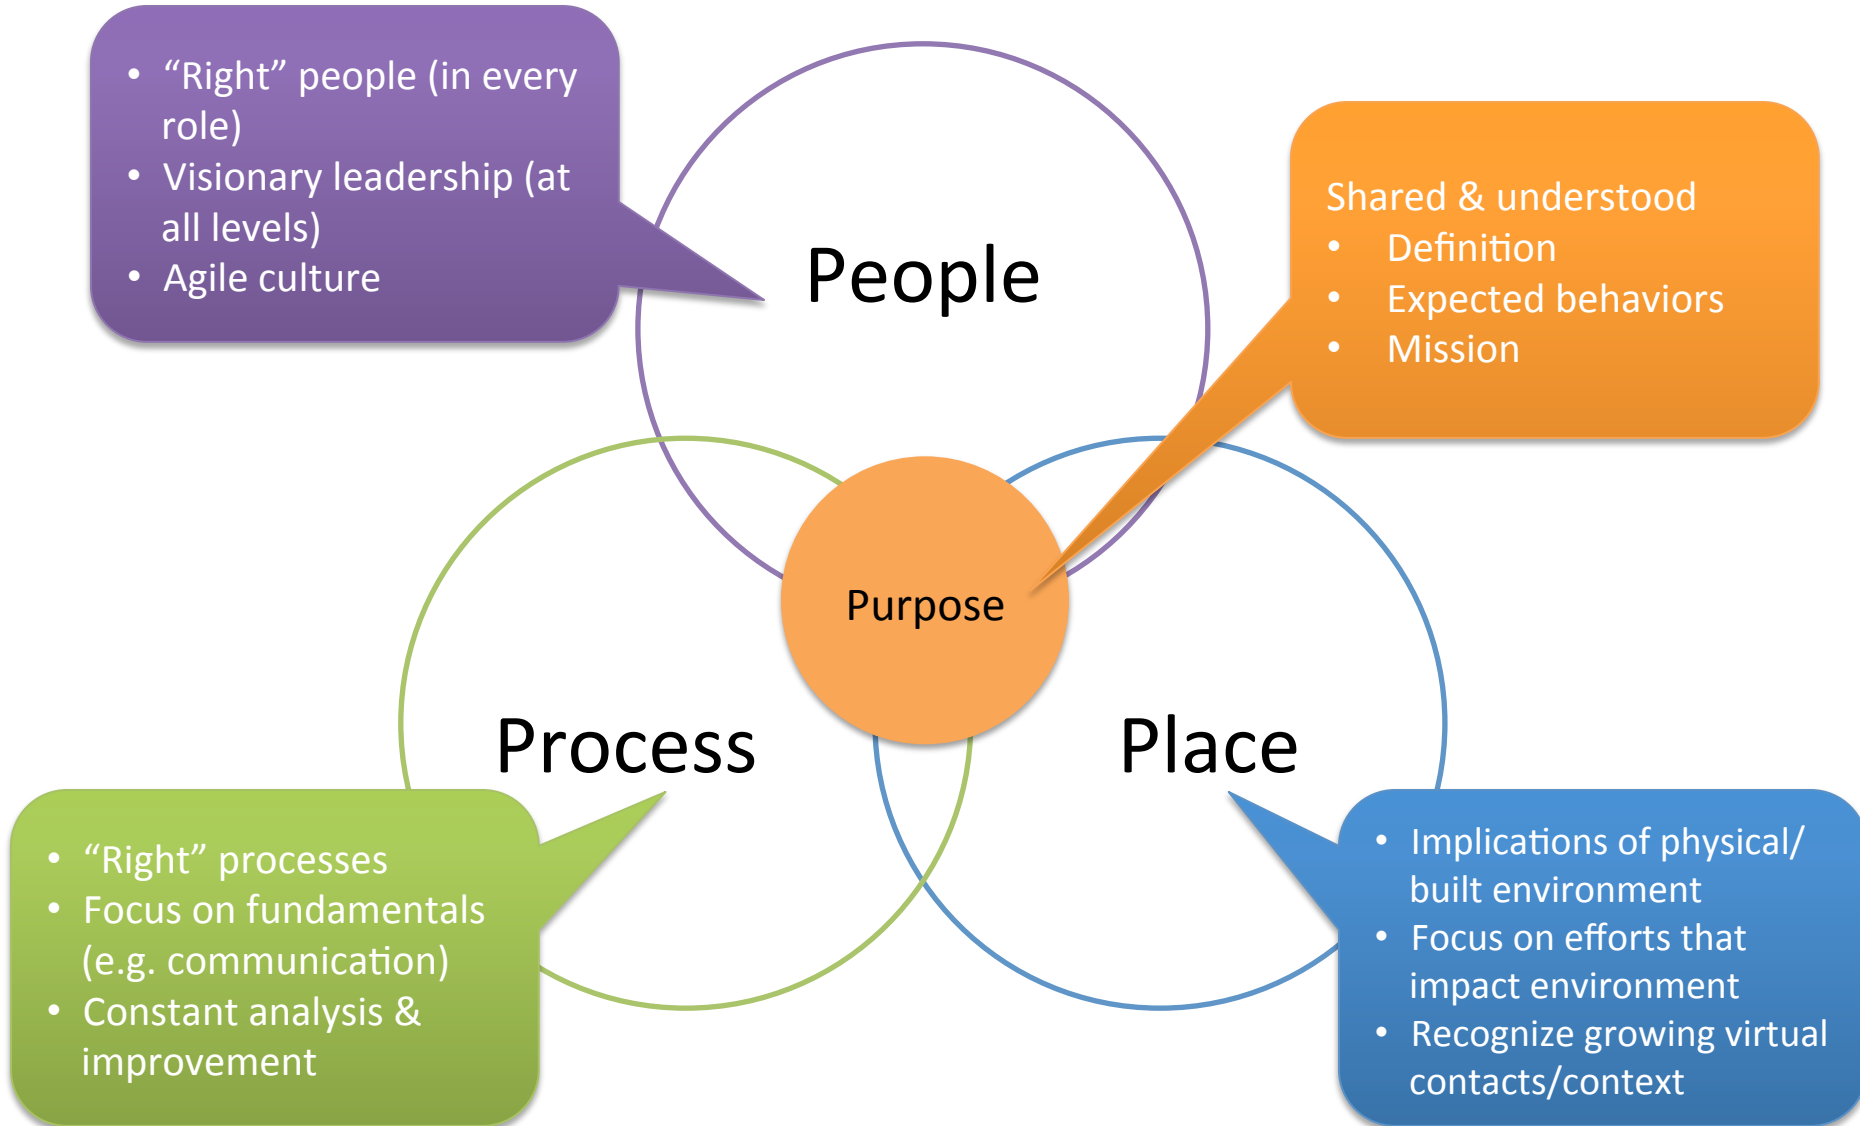 • “Right” people (in every
role)
• Visionary leadership (at
all levels)
• Agile culture
People
Shared & understood
• Definition
• Expected behaviors
• Mission
Purpose
Process
Place
• “Right” processes
• Focus on fundamentals
(e.g. communication)
• Constant analysis &
improvement
• Implications of physical/
built environment
• Focus on efforts that
impact environment
• Recognize growing virtual
contacts/context